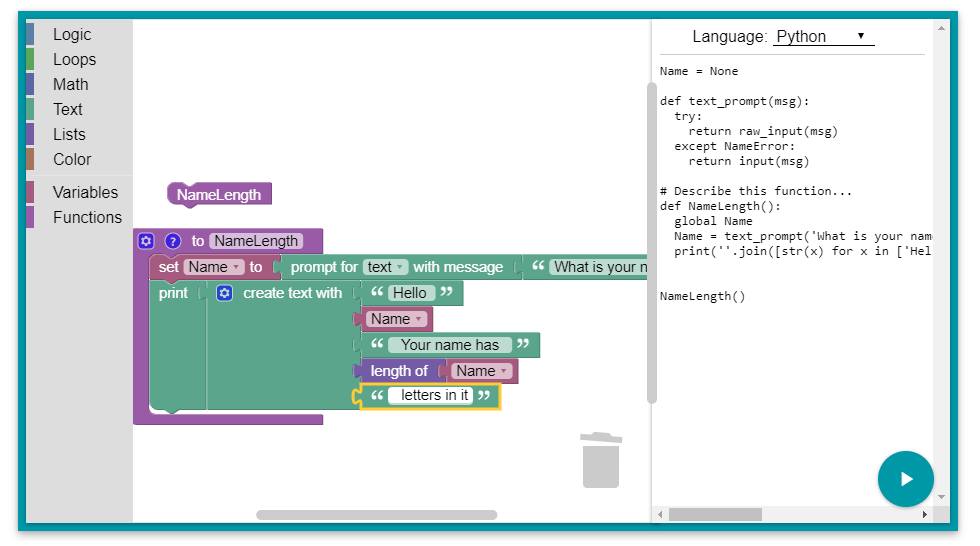 Logic
Loops
Math
Text
Lists
Color
Variables
Functions
NameLength
? to NameLength
set Name to prompt for text with message “ What is your n
print create text with “ Hello ”
Name
“ Your name has ”
length of Name
“ letters in it ”
Language: Python
Name = None
def text_prompt(msg):
try:
return raw_input(msg)
except NameError:
return input(msg)
# Describe this function...
def NameLength():
global Name
Name = text_prompt('What is your nam
print(''.join([str(x) for x in ['Hel
NameLength()